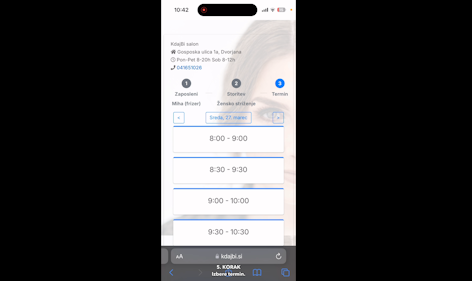 10:42
Kdajbi salon
Gosposka ulica 1a, Dvorjane
Pon-Pet 8-20h Sob 8-12h
041651026
1 2 3
Zaposleni Storitev Termin
Miha (frizer) Žensko striženje
Sreda, 27. marec
8:00 - 9:00
8:30 - 9:30
9:00 - 10:00
9:30 - 10:30
AA kdajbi.si
5. KORAK
Izbere termin.